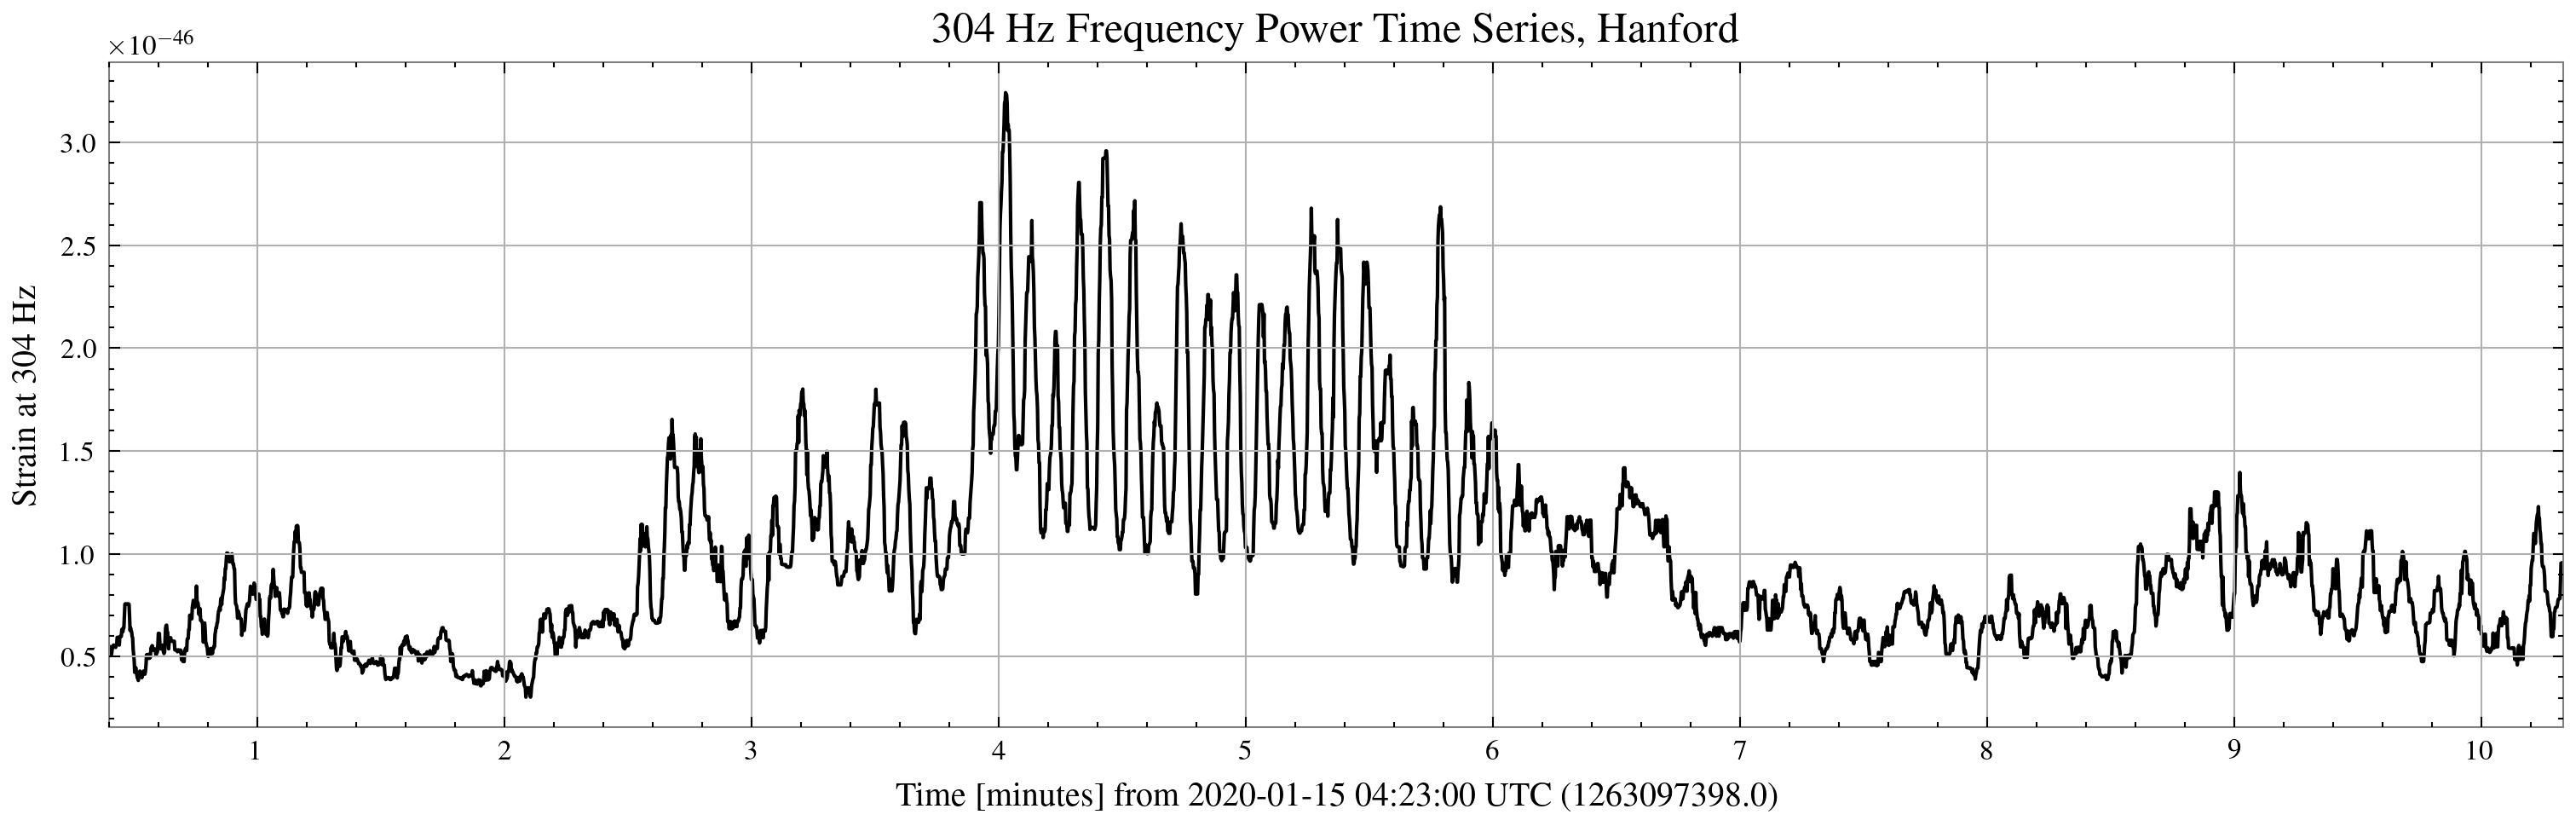 304 Hz Frequency Power Time Series, Hanford
×10⁻⁴⁶
3.0
2.5
2.0
1.5
1.0
0.5
Strain at 304 Hz
1 2 3 4 5 6 7 8 9 10
Time [minutes] from 2020-01-15 04:23:00 UTC (1263097398.0)